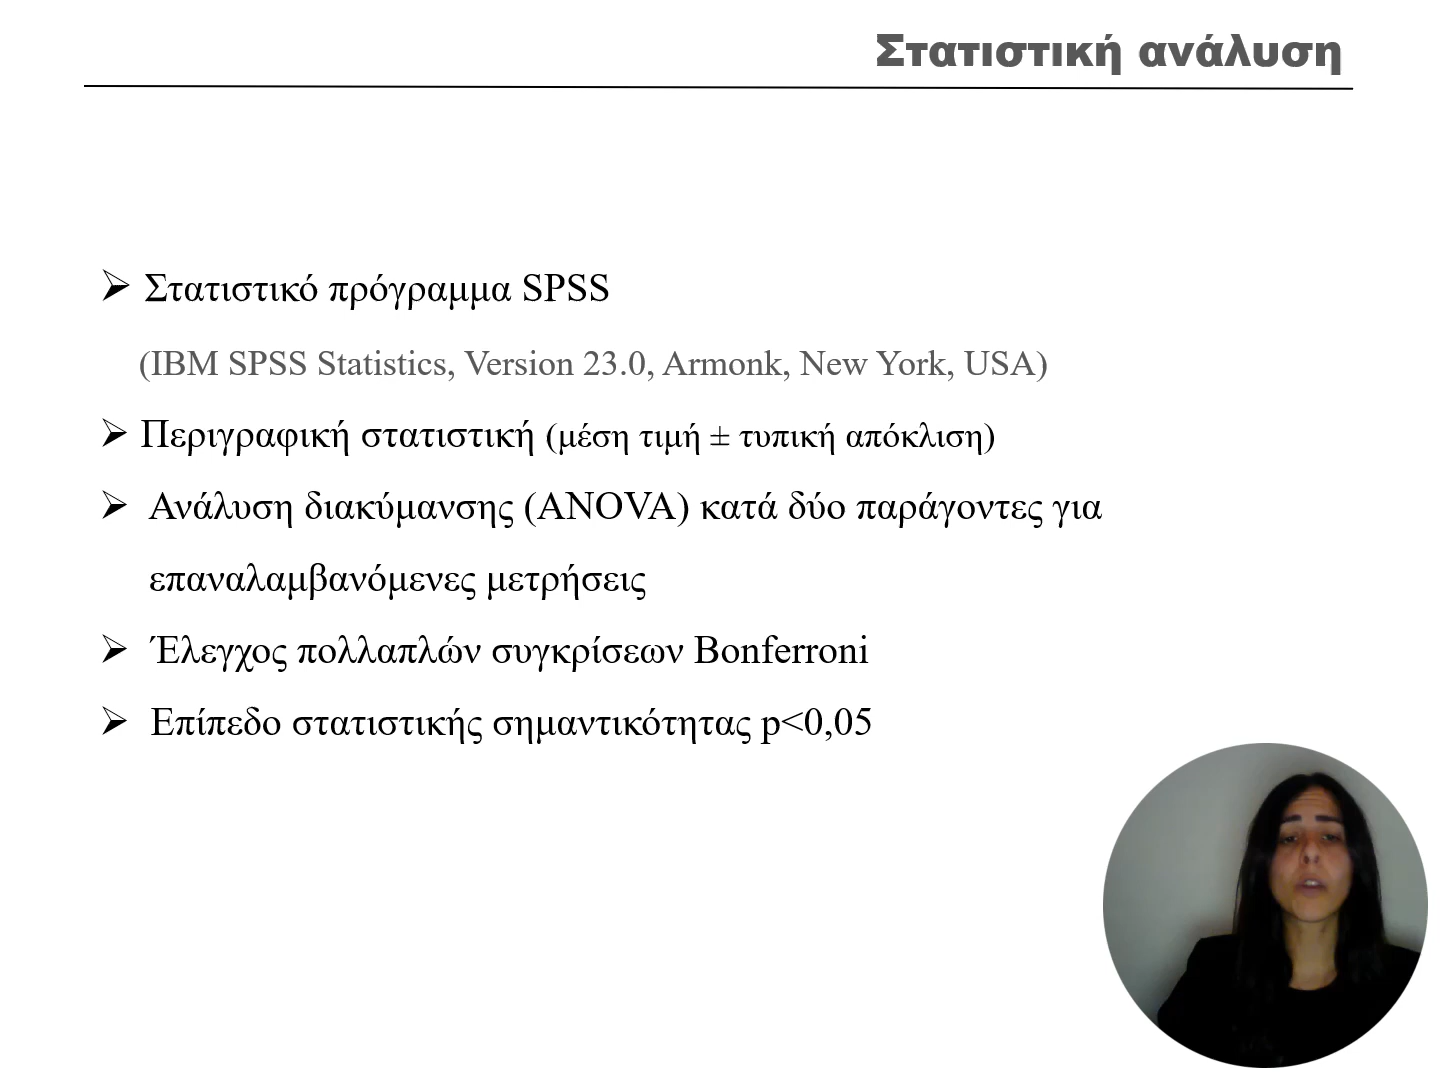 Στατιστική ανάλυση
➢ Στατιστικό πρόγραμμα SPSS
(IBM SPSS Statistics, Version 23.0, Armonk, New York, USA)
➢ Περιγραφική στατιστική (μέση τιμή ± τυπική απόκλιση)
➢ Ανάλυση διακύμανσης (ANOVA) κατά δύο παράγοντες για
επαναλαμβανόμενες μετρήσεις
➢ Έλεγχος πολλαπλών συγκρίσεων Bonferroni
➢ Επίπεδο στατιστικής σημαντικότητας p<0,05